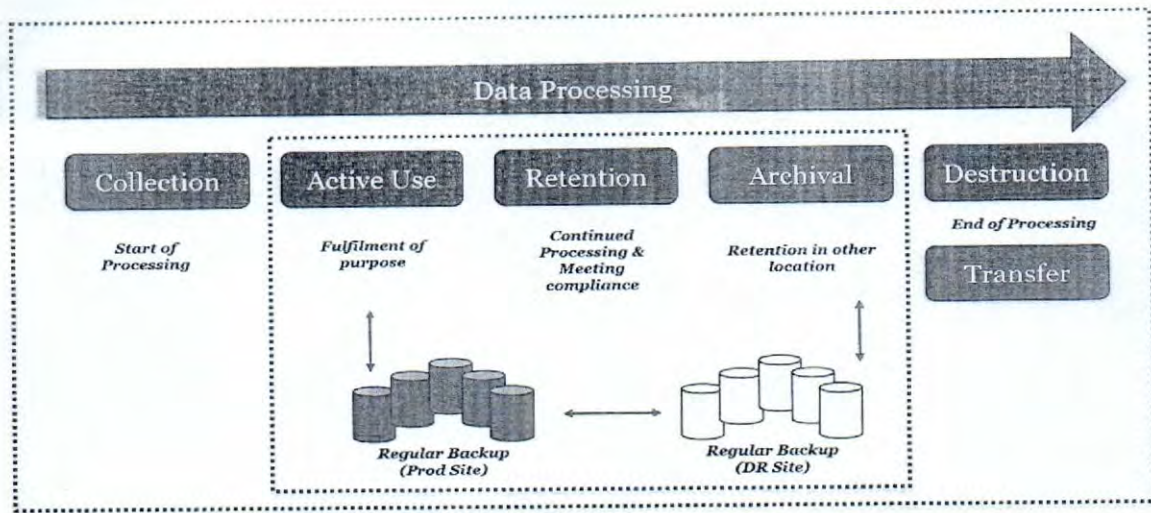 Data Processing
Collection
Active Use
Retention
Archival
Destruction
Start of
Processing
Fulfilment of
purpose
Continued
Processing &
Meeting
compliance
Retention in other
location
End of Processing
Transfer
Regular Backup
(Prod Site)
Regular Backup
(DR Site)